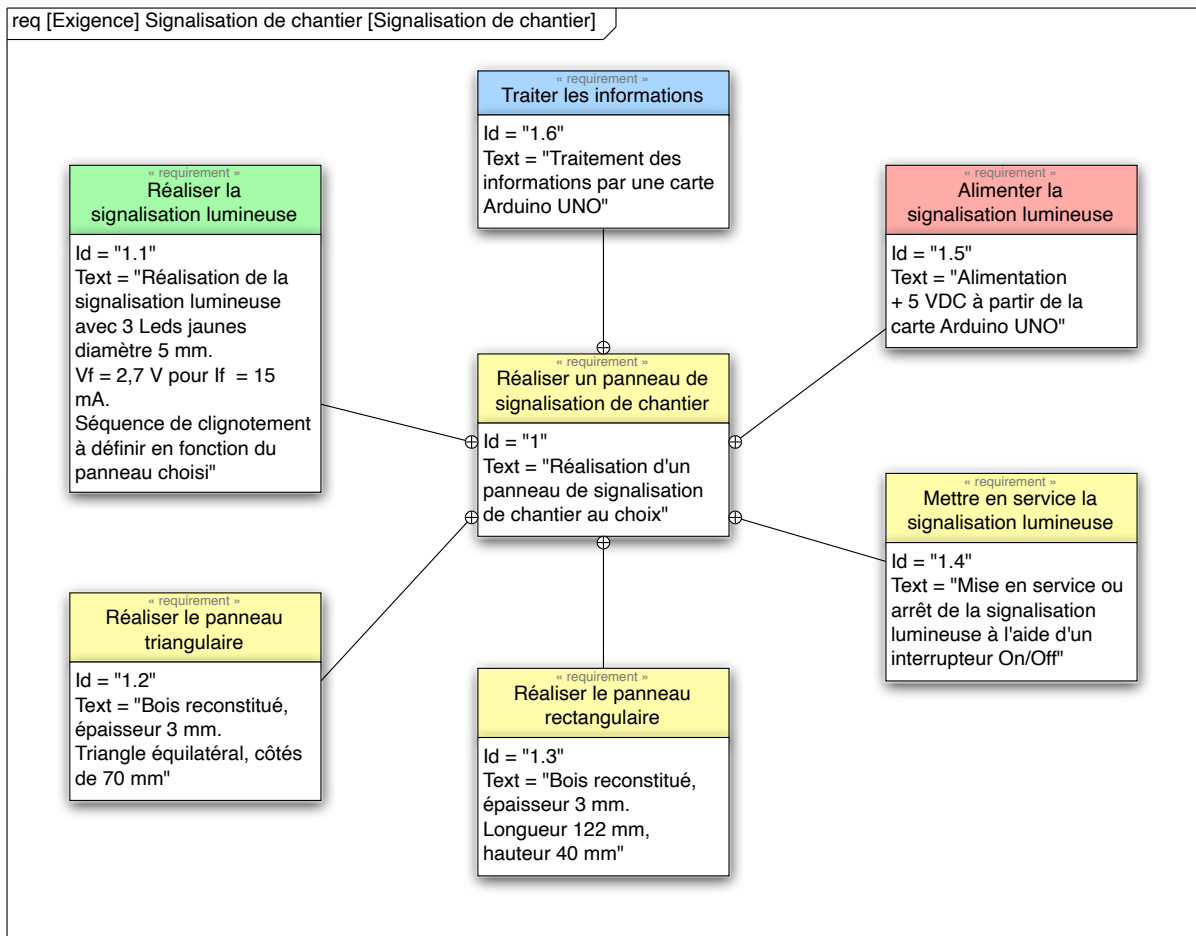 req [Exigence] Signalisation de chantier [Signalisation de chantier]
« requirement »
Traiter les informations
Id = "1.6"
Text = "Traitement des
informations par une carte
Arduino UNO"
« requirement »
Réaliser la
signalisation lumineuse
Id = "1.1"
Text = "Réalisation de la
signalisation lumineuse
avec 3 Leds jaunes
diamètre 5 mm.
Vf = 2,7 V pour If  = 15
mA.
Séquence de clignotement
à définir en fonction du
panneau choisi"
« requirement »
Alimenter la
signalisation lumineuse
Id = "1.5"
Text = "Alimentation
+ 5 VDC à partir de la
carte Arduino UNO"
« requirement »
Réaliser un panneau de
signalisation de chantier
Id = "1"
Text = "Réalisation d'un
panneau de signalisation
de chantier au choix"
« requirement »
Mettre en service la
signalisation lumineuse
Id = "1.4"
Text = "Mise en service ou
arrêt de la signalisation
lumineuse à l'aide d'un
interrupteur On/Off"
« requirement »
Réaliser le panneau
triangulaire
Id = "1.2"
Text = "Bois reconstitué,
épaisseur 3 mm.
Triangle équilatéral, côtés
de 70 mm"
« requirement »
Réaliser le panneau
rectangulaire
Id = "1.3"
Text = "Bois reconstitué,
épaisseur 3 mm.
Longueur 122 mm,
hauteur 40 mm"